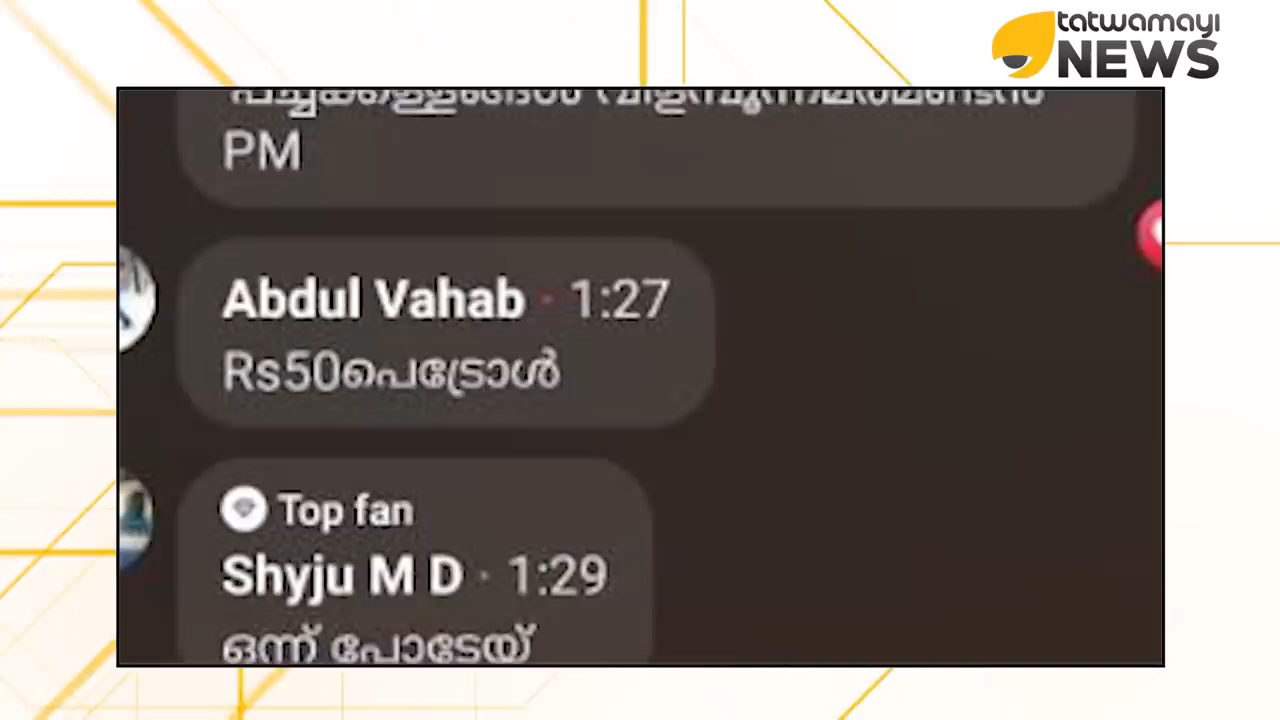 tatwamayi
NEWS
PM
Abdul Vahab · 1:27
Rs50പെട്രോൾ
Top fan
Shyju M D · 1:29
ഒന്ന് പോടേയ്